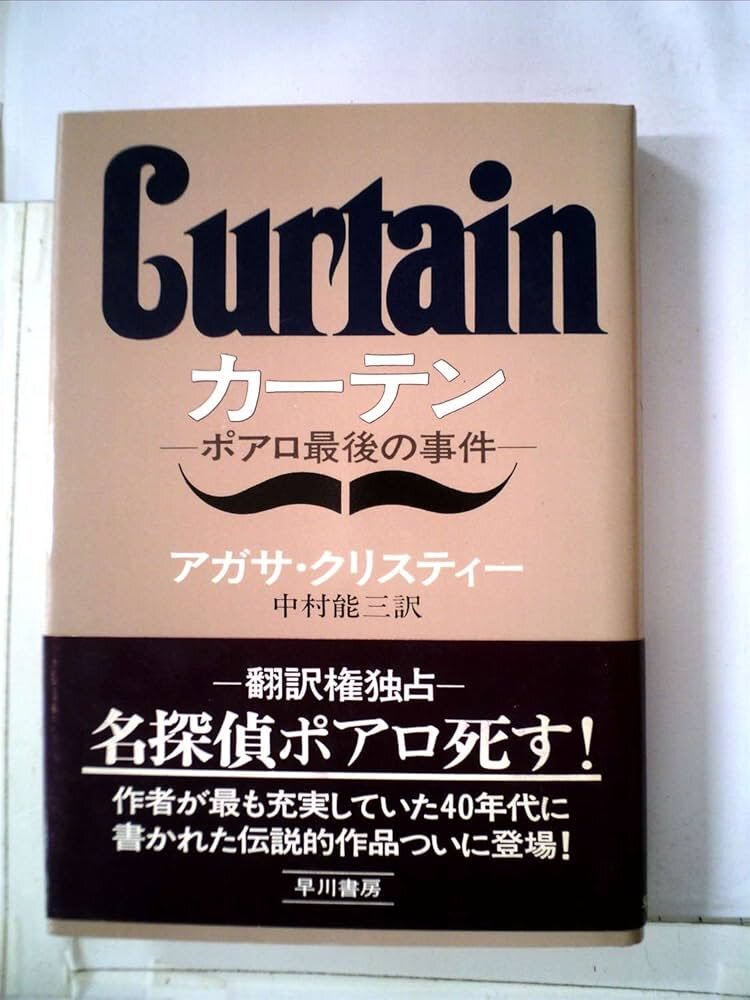 Curtain
カーテン
—ポアロ最後の事件—
アガサ・クリスティー
中村能三訳
—翻訳権独占—
名探偵ポアロ死す!
作者が最も充実していた40年代に
書かれた伝説的作品ついに登場!
早川書房